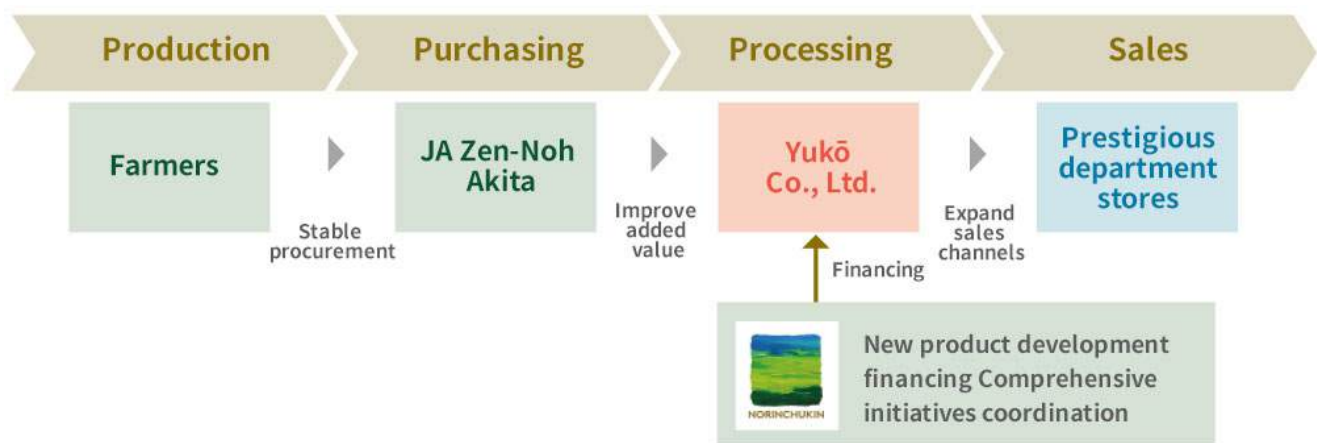 Production
Purchasing
Processing
Sales
Farmers
Stable
procurement
JA Zen-Noh
Akita
Improve
added
value
Yukō
Co., Ltd.
Expand
sales
channels
Prestigious
department
stores
Financing
NORINCHUKIN
New product development
financing Comprehensive
initiatives coordination